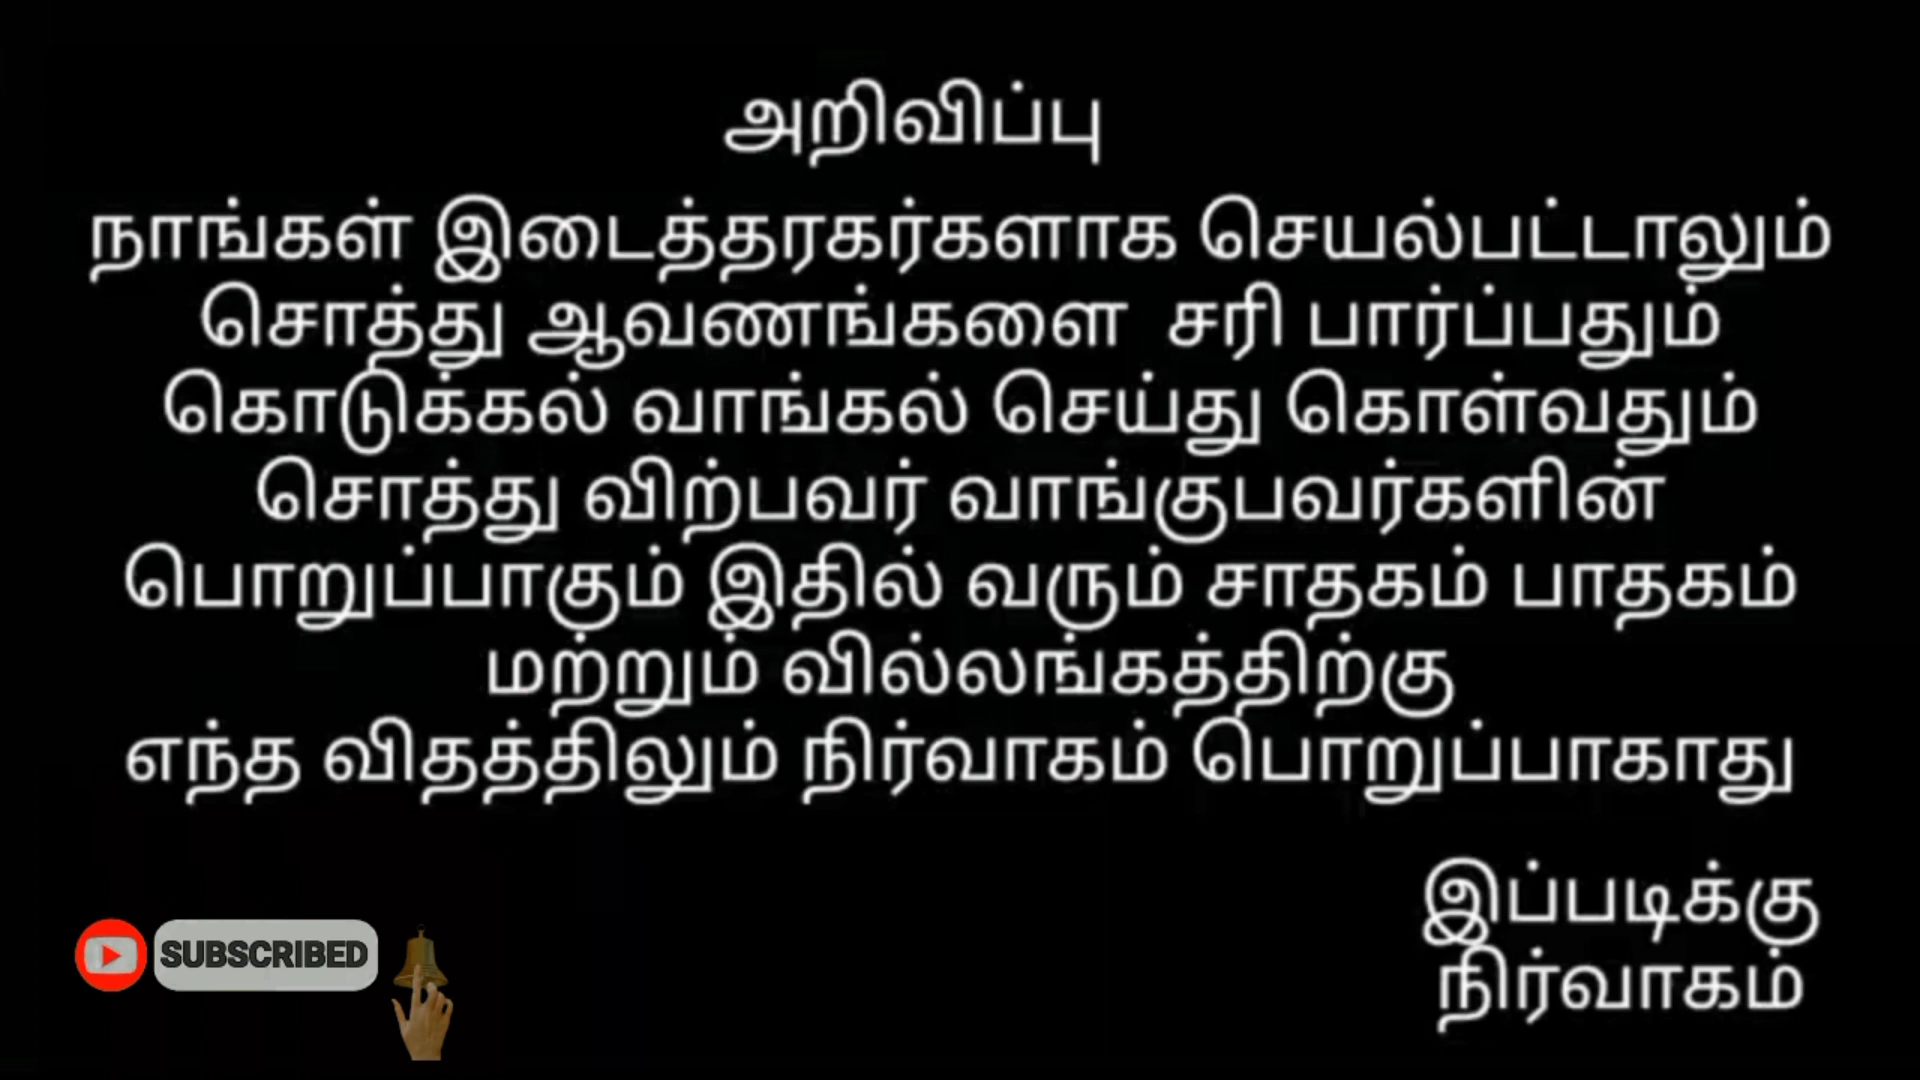 அறிவிப்பு
நாங்கள் இடைத்தரகர்களாக செயல்பட்டாலும்
சொத்து ஆவணங்களை சரி பார்ப்பதும்
கொடுக்கல் வாங்கல் செய்து கொள்வதும்
சொத்து விற்பவர் வாங்குபவர்களின்
பொறுப்பாகும் இதில் வரும் சாதகம் பாதகம்
மற்றும் வில்லங்கத்திற்கு
எந்த விதத்திலும் நிர்வாகம் பொறுப்பாகாது
இப்படிக்கு
நிர்வாகம்
SUBSCRIBED